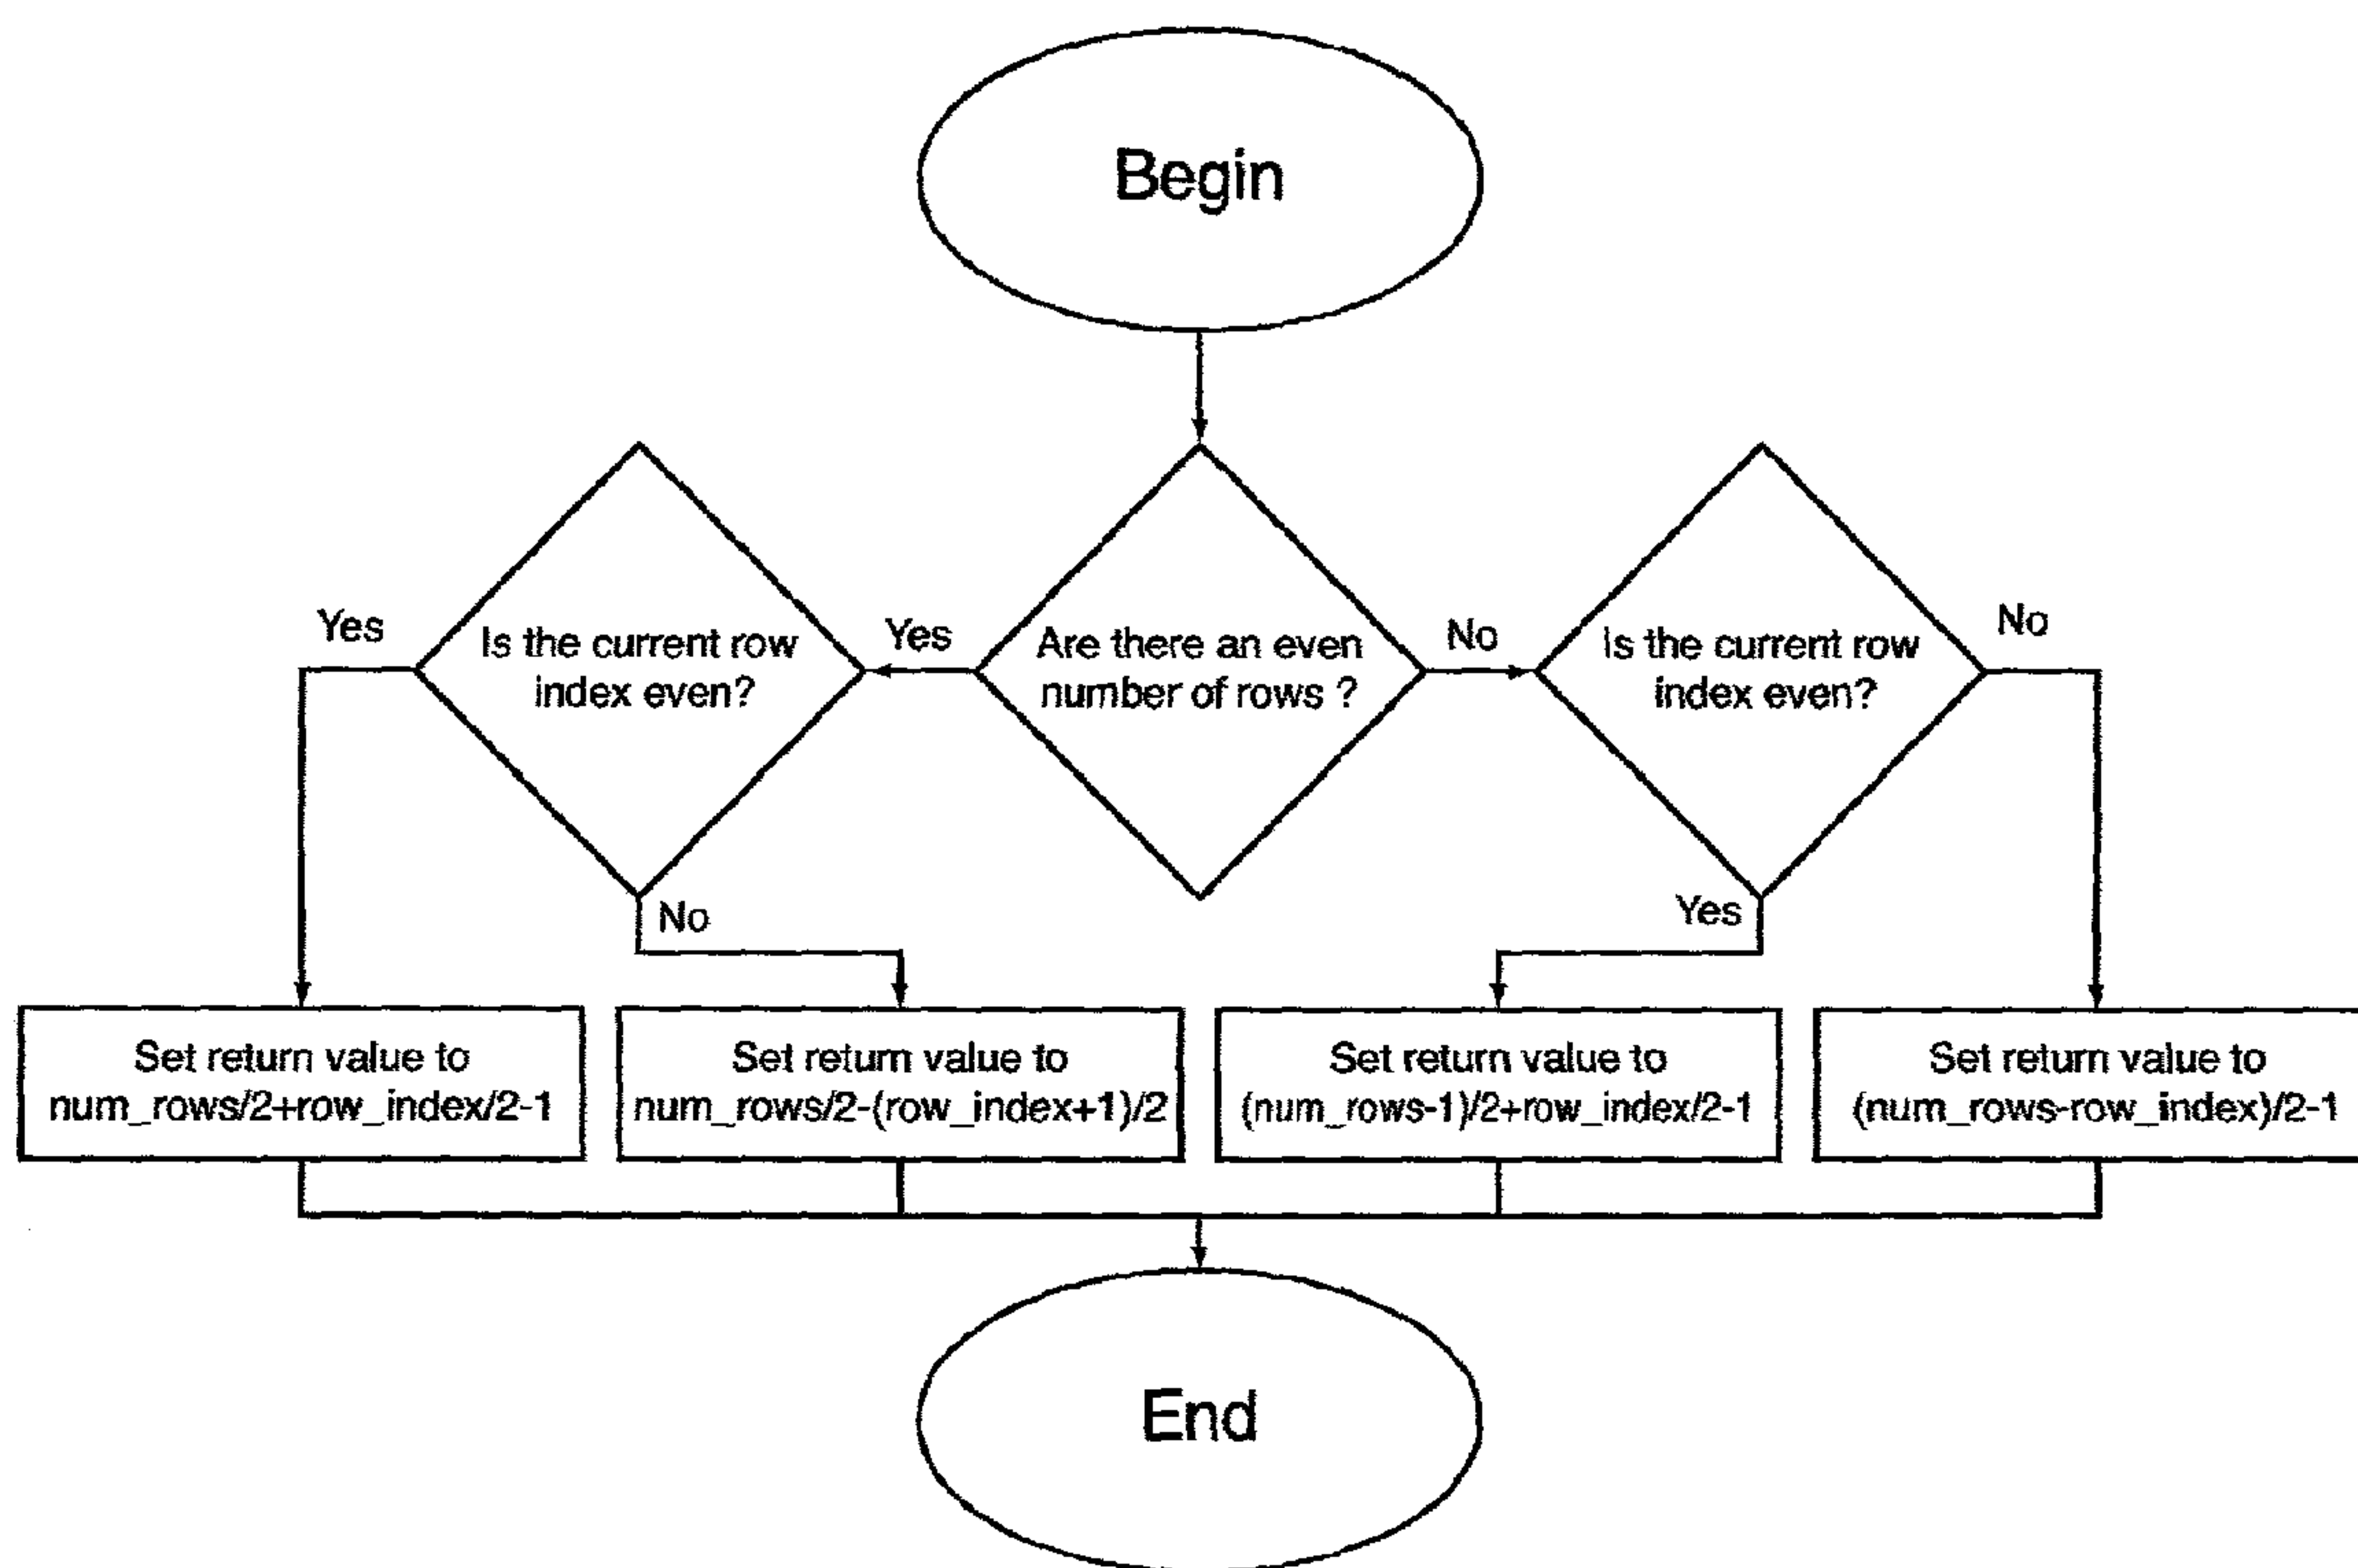 Begin
Yes
Is the current row
index even?
Yes
Are there an even
number of rows ?
No
Is the current row
index even?
No
No
Yes
Set return value to
num_rows/2+row_index/2-1
Set return value to
num_rows/2-(row_index+1)/2
Set return value to
(num_rows-1)/2+row_index/2-1
Set return value to
(num_rows-row_index)/2-1
End